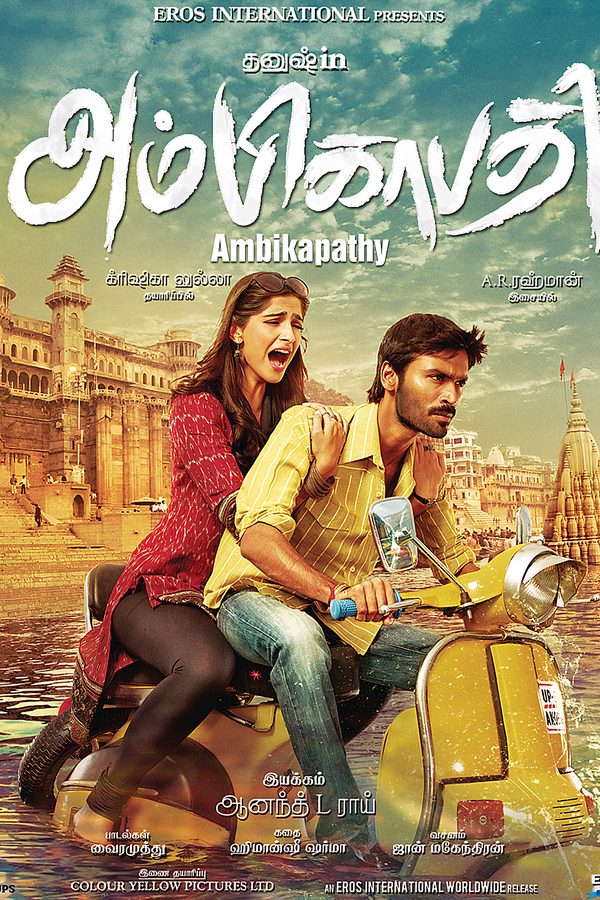 EROS INTERNATIONAL PRESENTS
தனுஷ் in
அம்பிகாபதி
Ambikapathy
க்ரிஷிகா லுல்லா
தயாரிப்பில்
A.R.ரஹ்மான்
இசையில்
UP-
இயக்கம்
ஆனந்த் L ராய்
பாடல்கள்
வைரமுத்து
கதை
ஹிமான்ஷீ ஷர்மா
வசனம்
ஜான் மகேந்திரன்
இணை தயாரிப்பு
COLOUR YELLOW PICTURES LTD
AN EROS INTERNATIONAL WORLDWIDE RELEASE